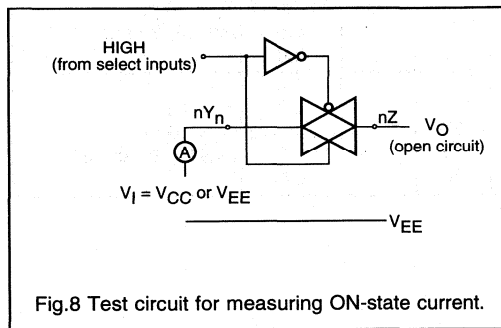 HIGH
(from select inputs)
nYn
nZ
VO
(open circuit)
A
VI = VCC or VEE
VEE
Fig.8 Test circuit for measuring ON-state current.